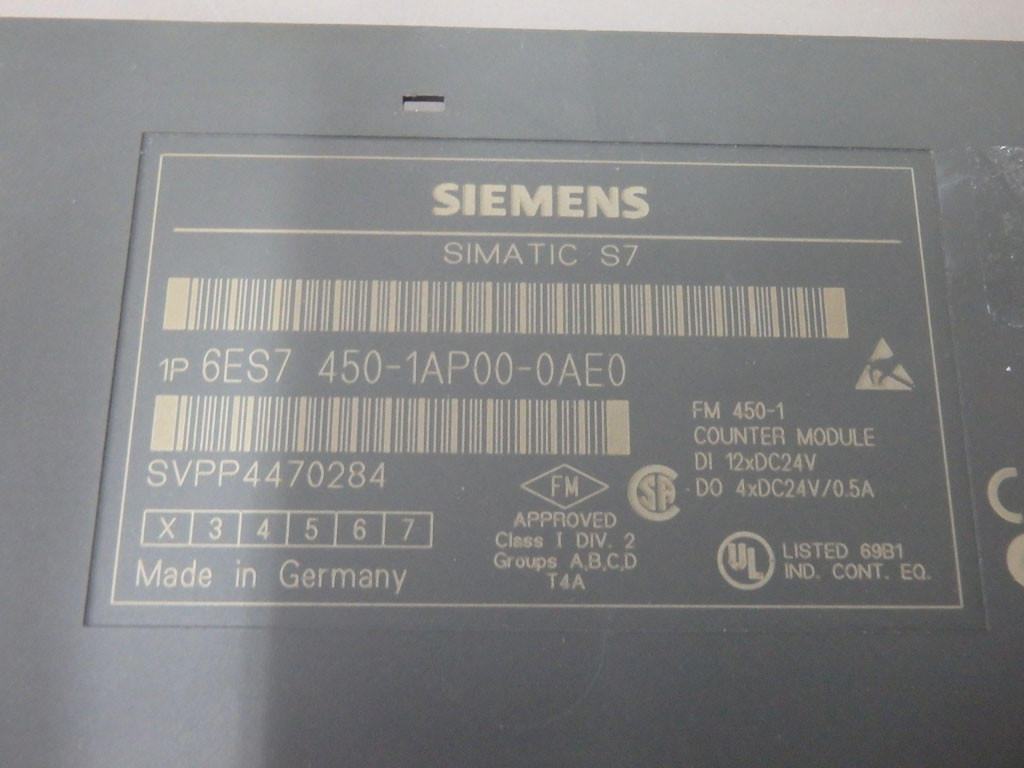 SIEMENS
SIMATIC S7
1P 6ES7 450-1AP00-0AE0
SVPP4470284
X 3 4 5 6 7
Made in Germany
FM
APPROVED
Class I DIV. 2
Groups A,B,C,D
T4A
SA
FM 450-1
COUNTER MODULE
DI 12xDC24V
DO 4xDC24V/0.5A
UL
LISTED 69B1
IND. CONT. EQ.